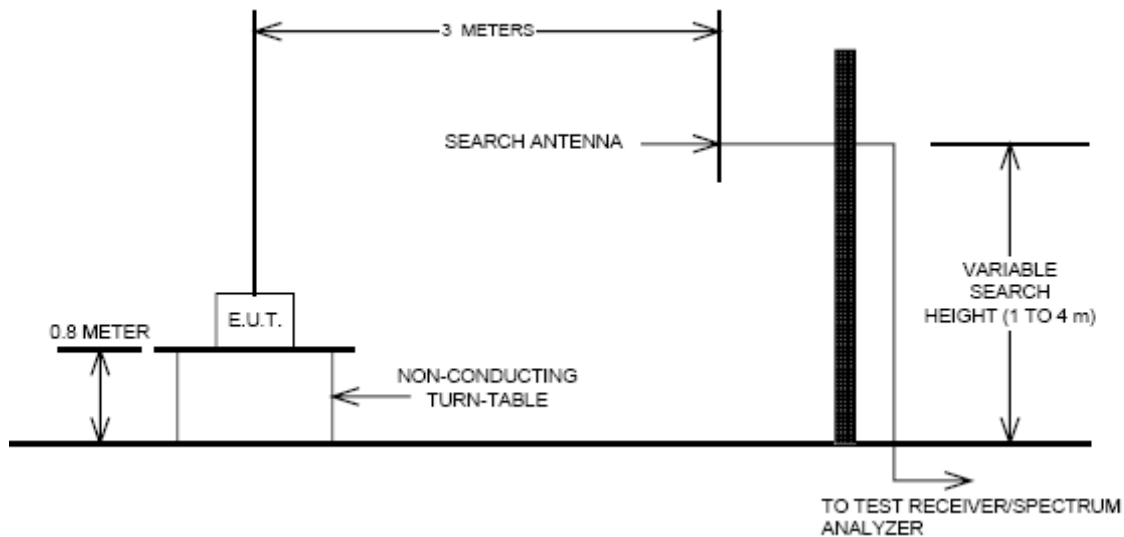 3 METERS
SEARCH ANTENNA
VARIABLE
SEARCH
HEIGHT (1 TO 4 m)
E.U.T.
0.8 METER
NON-CONDUCTING
TURN-TABLE
TO TEST RECEIVER/SPECTRUM
ANALYZER